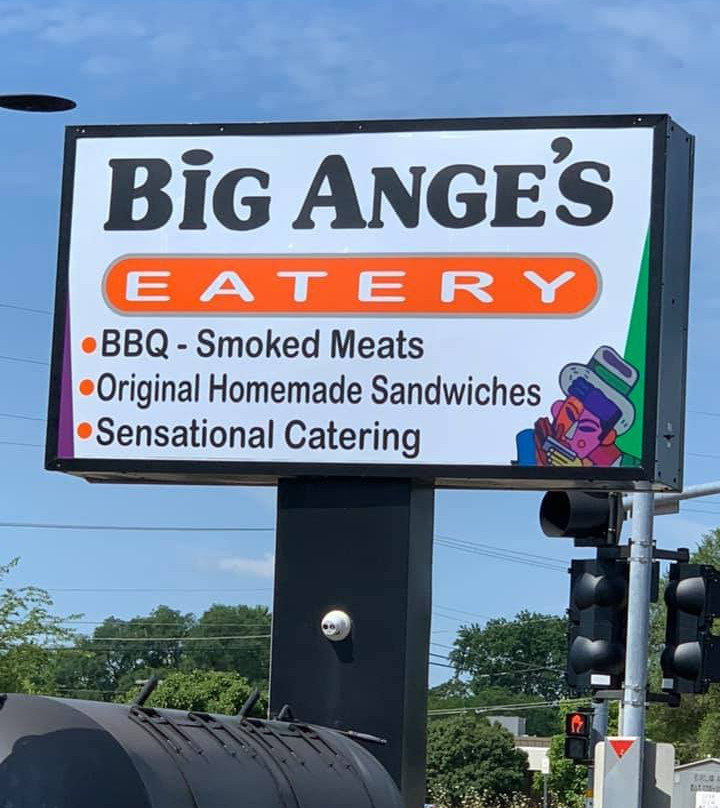 BiG ANGE'S
EATERY
•BBQ - Smoked Meats
•Original Homemade Sandwiches
•Sensational Catering